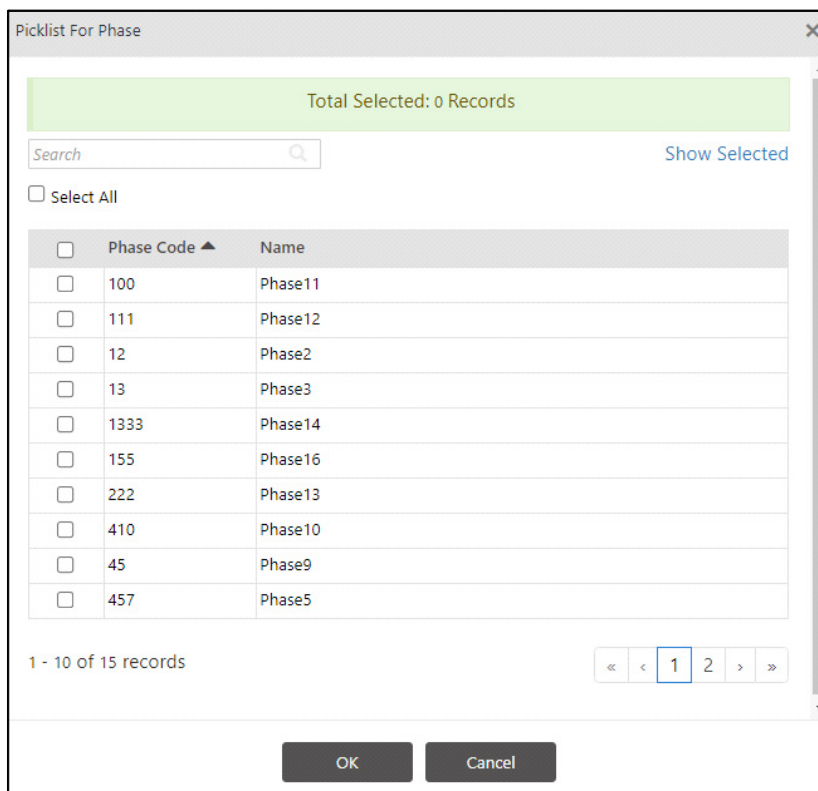 Picklist For Phase
Total Selected: 0 Records
Search
Show Selected
Select All
Phase Code Name
100 Phase11
111 Phase12
12 Phase2
13 Phase3
1333 Phase14
155 Phase16
222 Phase13
410 Phase10
45 Phase9
457 Phase5
1 - 10 of 15 records
« ‹ 1 2 › »
OK Cancel